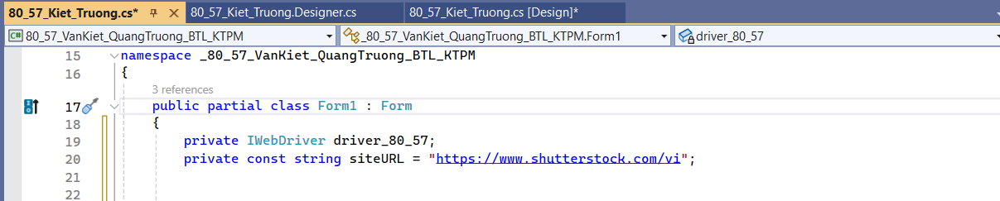 80_57_Kiet_Truong.cs* 80_57_Kiet_Truong.Designer.cs 80_57_Kiet_Truong.cs [Design]*
C# 80_57_VanKiet_QuangTruong_BTL_KTPM _80_57_VanKiet_QuangTruong_BTL_KTPM.Form1 driver_80_57
15 namespace _80_57_VanKiet_QuangTruong_BTL_KTPM
16 {
3 references
17 public partial class Form1 : Form
18 {
19 private IWebDriver driver_80_57;
20 private const string siteURL = "https://www.shutterstock.com/vi";
21
22